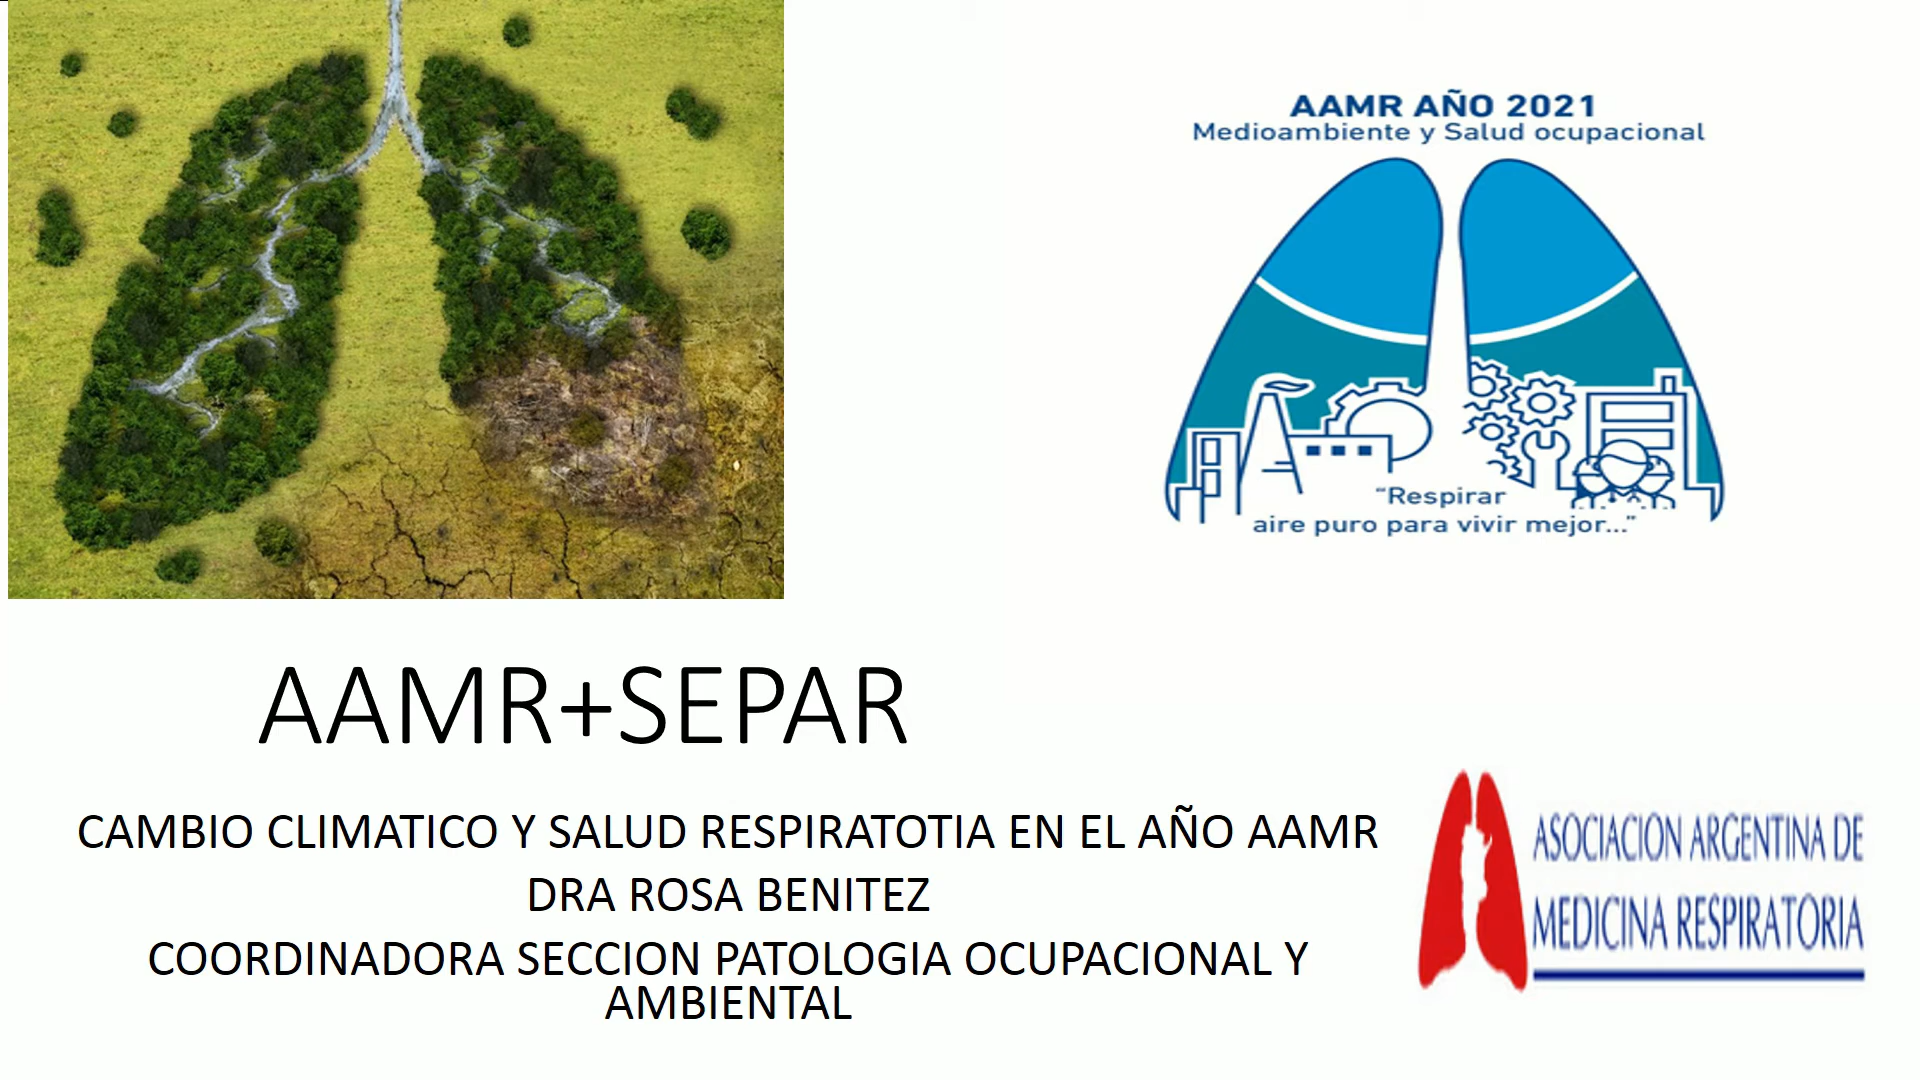 AAMR AÑO 2021
Medioambiente y Salud ocupacional
“Respirar
aire puro para vivir mejor...”
AAMR+SEPAR
CAMBIO CLIMATICO Y SALUD RESPIRATOTIA EN EL AÑO AAMR
DRA ROSA BENITEZ
COORDINADORA SECCION PATOLOGIA OCUPACIONAL Y
AMBIENTAL
ASOCIACION ARGENTINA DE
MEDICINA RESPIRATORIA